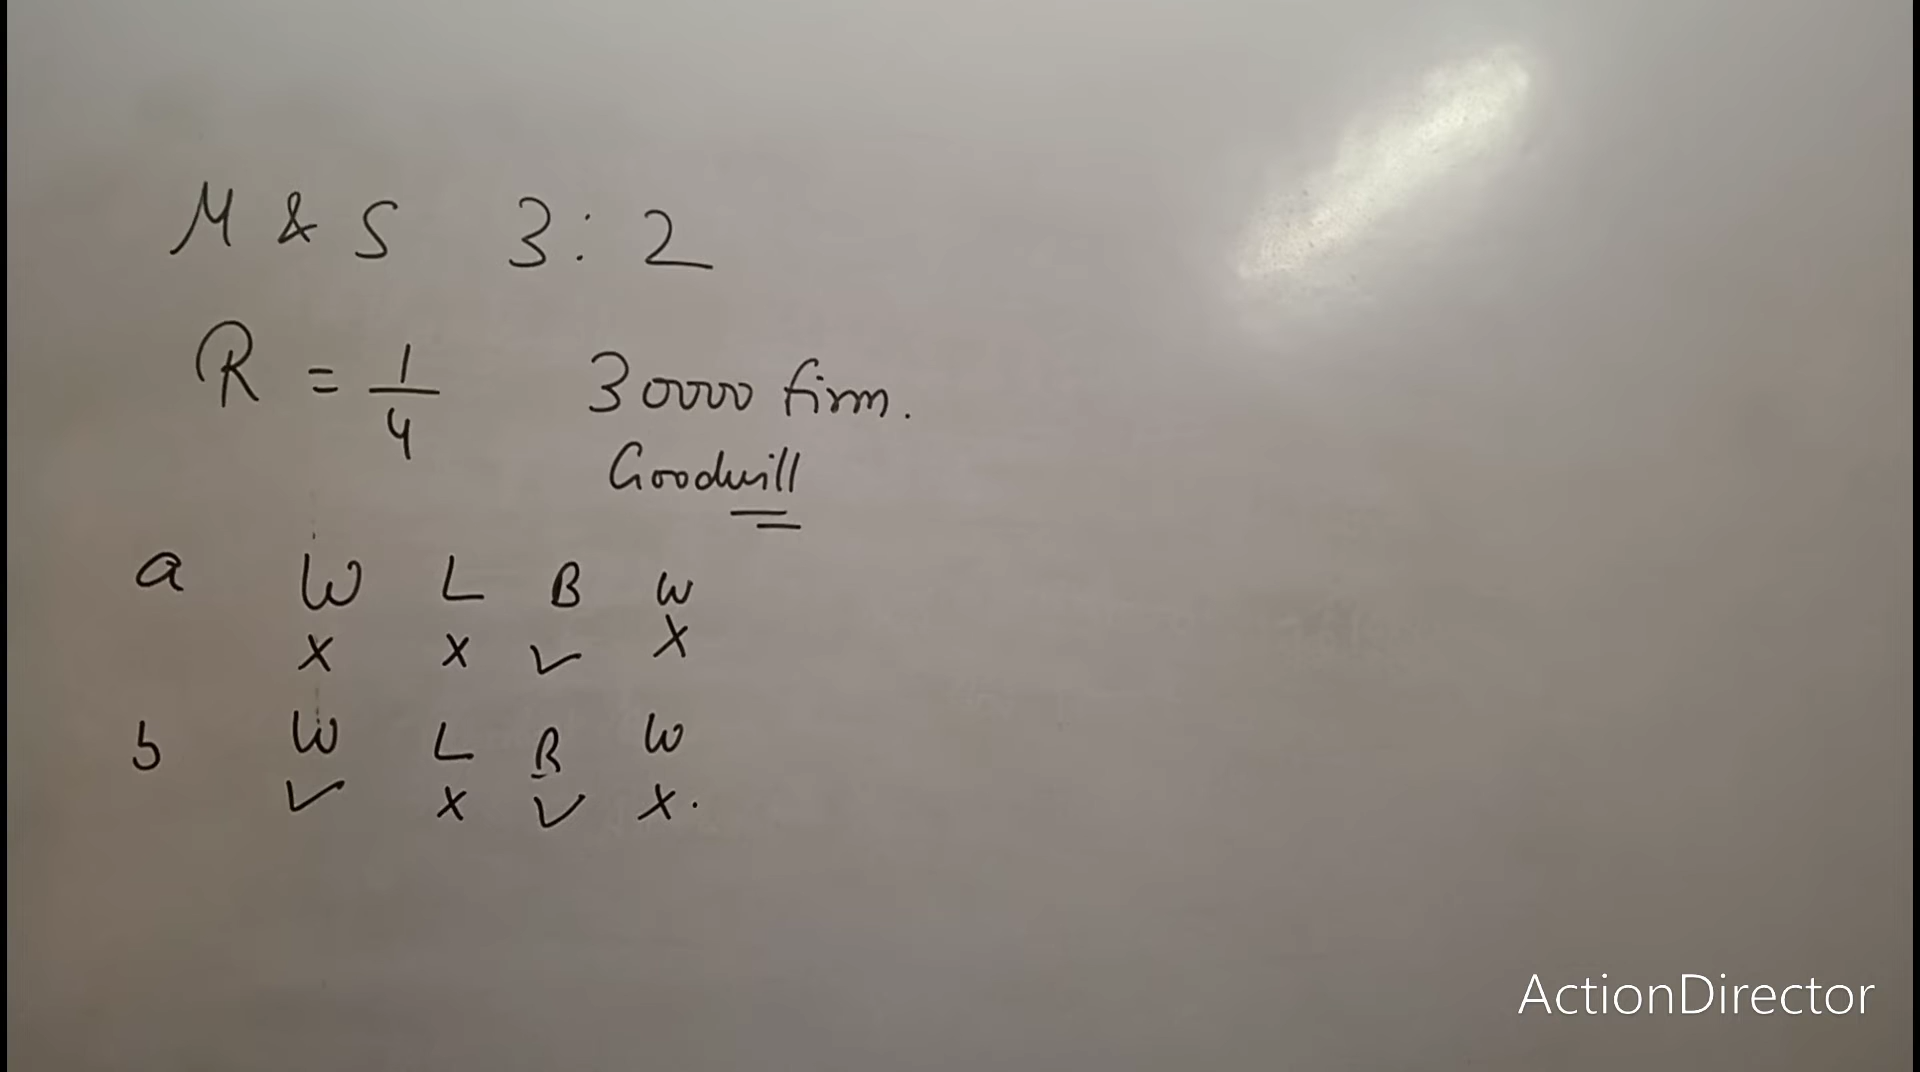 M & S 3:2
R = 1/4 30000 firm.
Goodwill
a W L B W
x x ✓ x
b W L B W
✓ x ✓ x.
ActionDirector